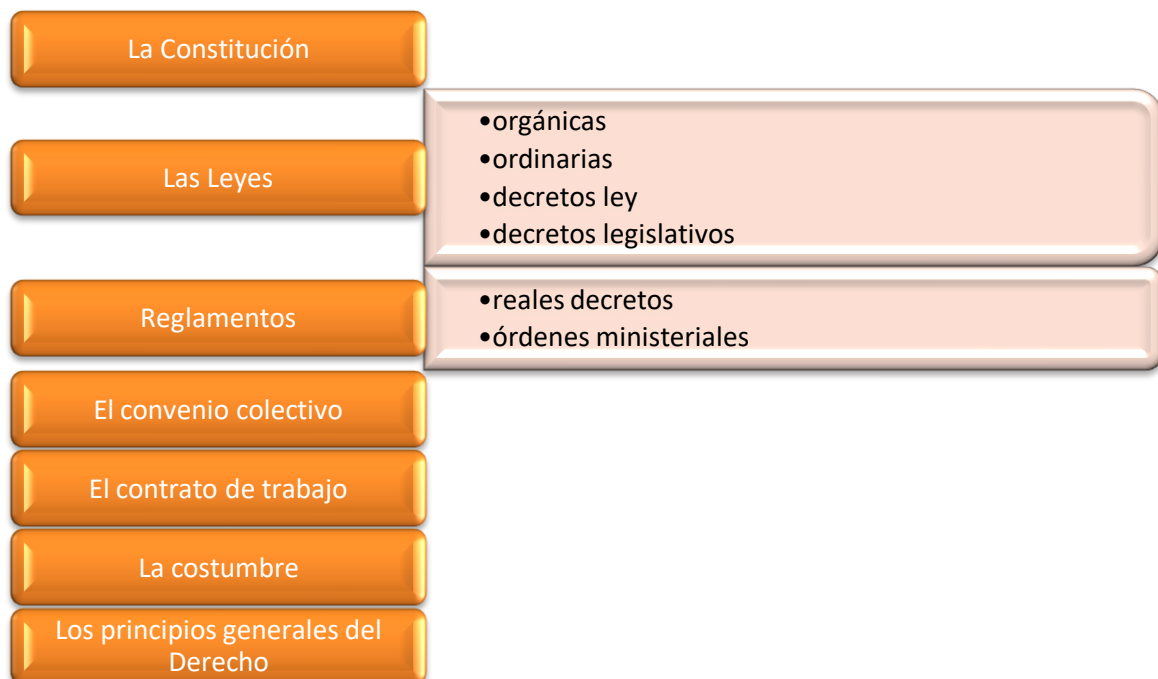 La Constitución
Las Leyes
•orgánicas
•ordinarias
•decretos ley
•decretos legislativos
Reglamentos
•reales decretos
•órdenes ministeriales
El convenio colectivo
El contrato de trabajo
La costumbre
Los principios generales del
Derecho